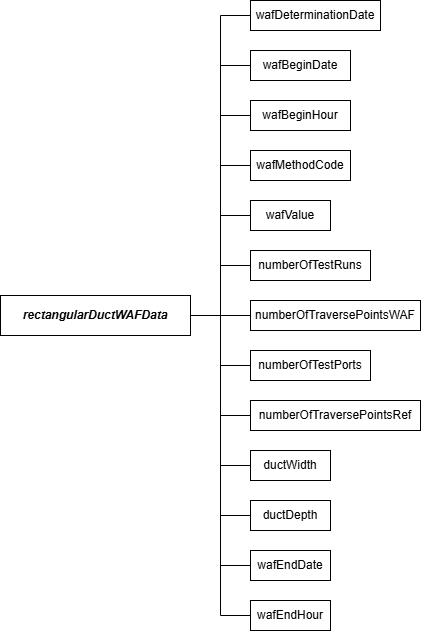 wafDeterminationDate
wafBeginDate
wafBeginHour
wafMethodCode
wafValue
numberOfTestRuns
rectangularDuctWAFData
numberOfTraversePointsWAF
numberOfTestPorts
numberOfTraversePointsRef
ductWidth
ductDepth
wafEndDate
wafEndHour